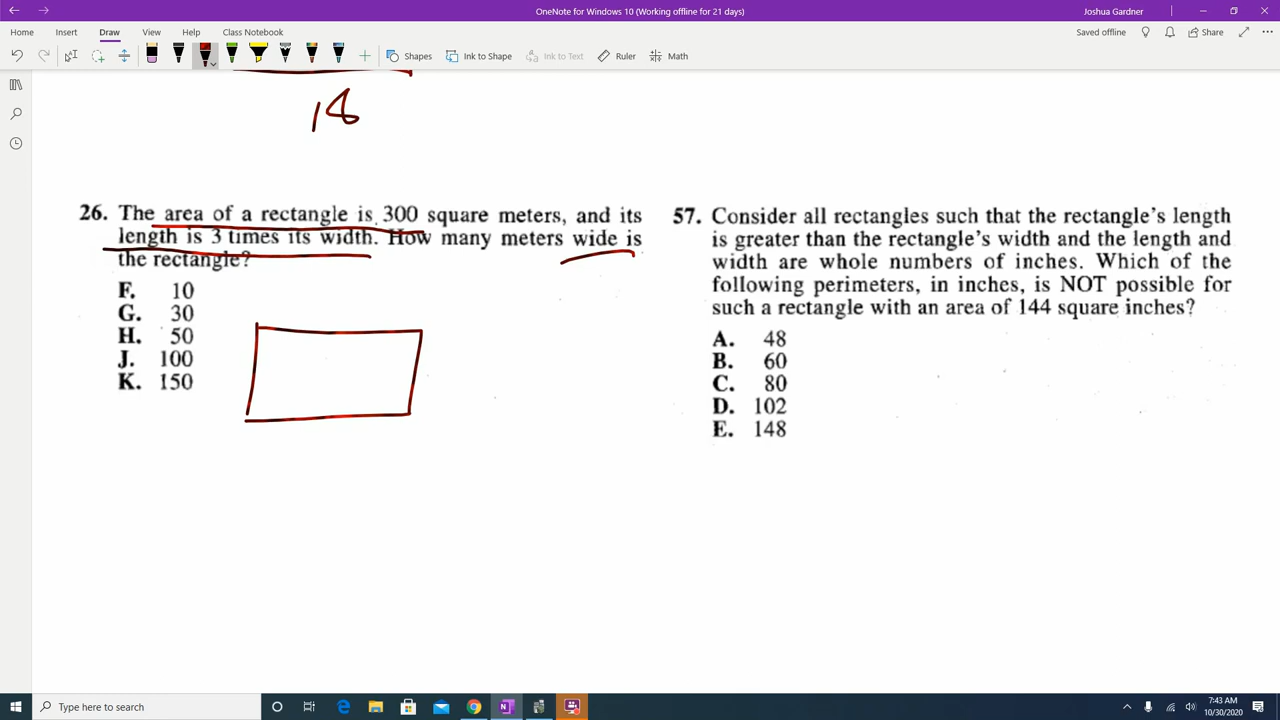 OneNote for Windows 10 (Working offline for 21 days)
Joshua Gardner
Home Insert Draw View Help Class Notebook
Saved offline
Share
Shapes Ink to Shape Ink to Text Ruler Math
18
26. The area of a rectangle is 300 square meters, and its
length is 3 times its width. How many meters wide is
the rectangle?
F. 10
G. 30
H. 50
J. 100
K. 150
57. Consider all rectangles such that the rectangle's length
is greater than the rectangle's width and the length and
width are whole numbers of inches. Which of the
following perimeters, in inches, is NOT possible for
such a rectangle with an area of 144 square inches?
A. 48
B. 60
C. 80
D. 102
E. 148
Type here to search
7:43 AM
10/30/2020